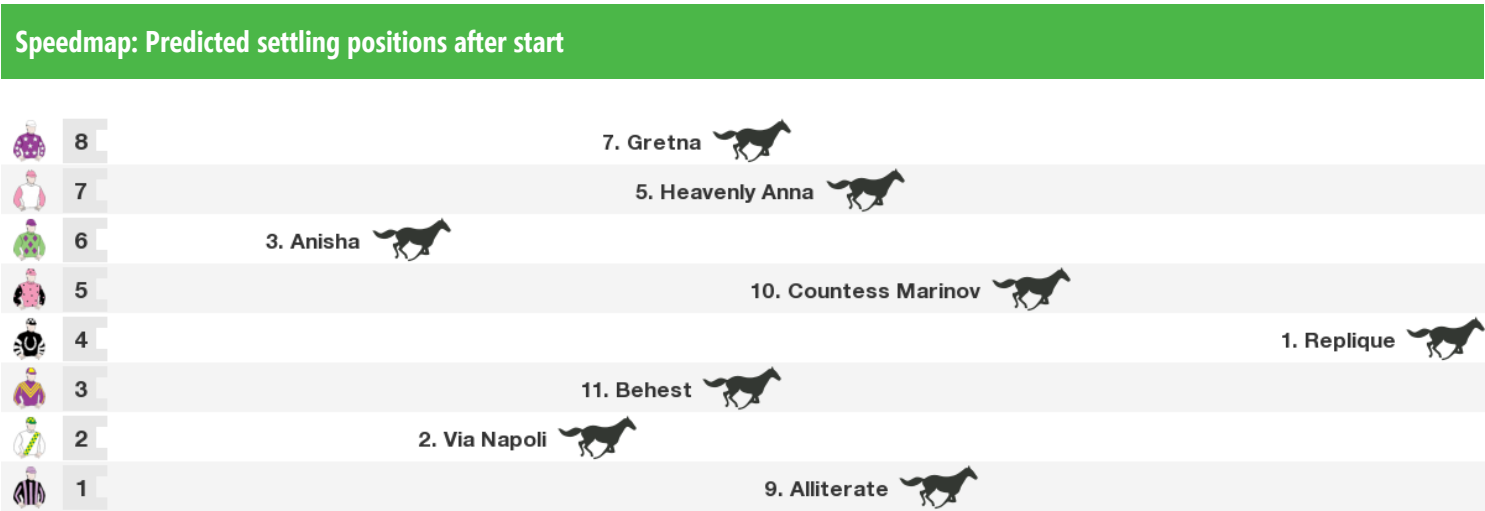 Speedmap: Predicted settling positions after start
8 7. Gretna
7 5. Heavenly Anna
6 3. Anisha
5 10. Countess Marinov
4 1. Replique
3 11. Behest
2 2. Via Napoli
1 9. Alliterate